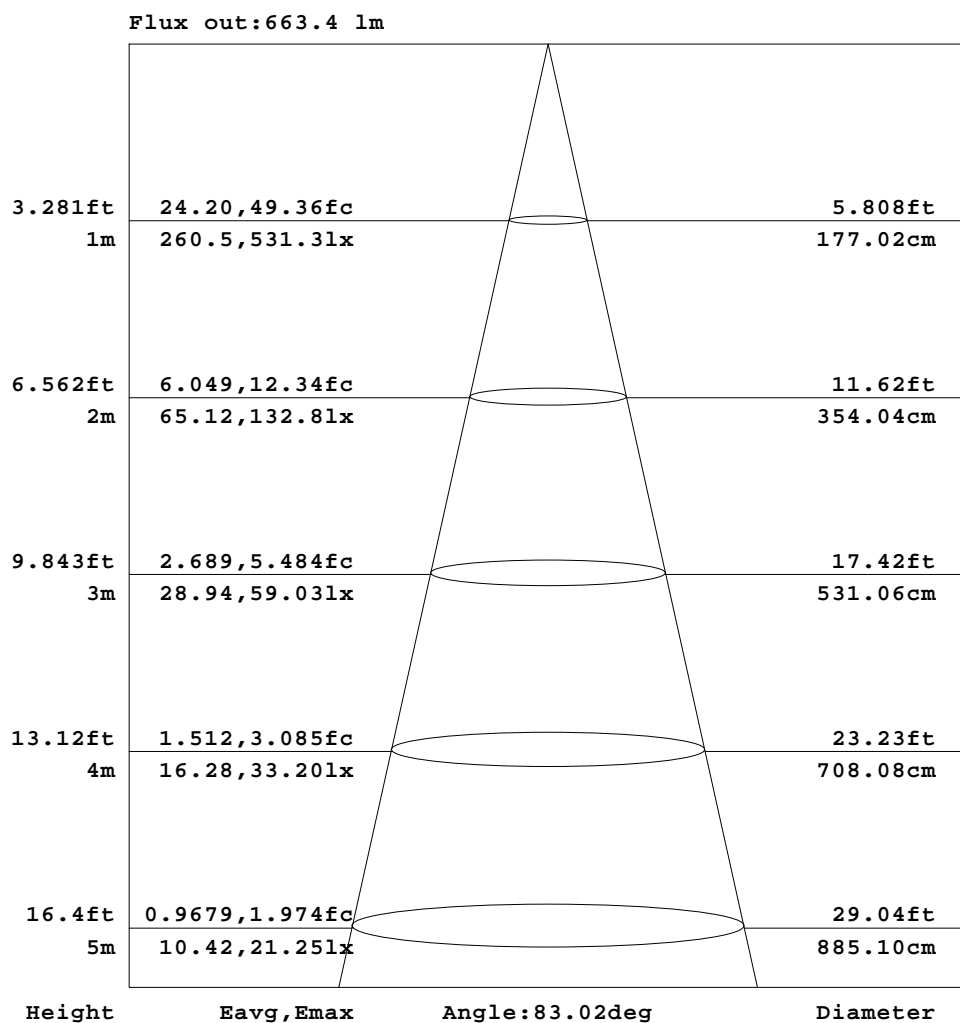 Flux out:663.4 lm
3.281ft 24.20,49.36fc 5.808ft
1m 260.5,531.3lx 177.02cm
6.562ft 6.049,12.34fc 11.62ft
2m 65.12,132.8lx 354.04cm
9.843ft 2.689,5.484fc 17.42ft
3m 28.94,59.03lx 531.06cm
13.12ft 1.512,3.085fc 23.23ft
4m 16.28,33.20lx 708.08cm
16.4ft 0.9679,1.974fc 29.04ft
5m 10.42,21.25lx 885.10cm
Height Eavg,Emax Angle:83.02deg Diameter